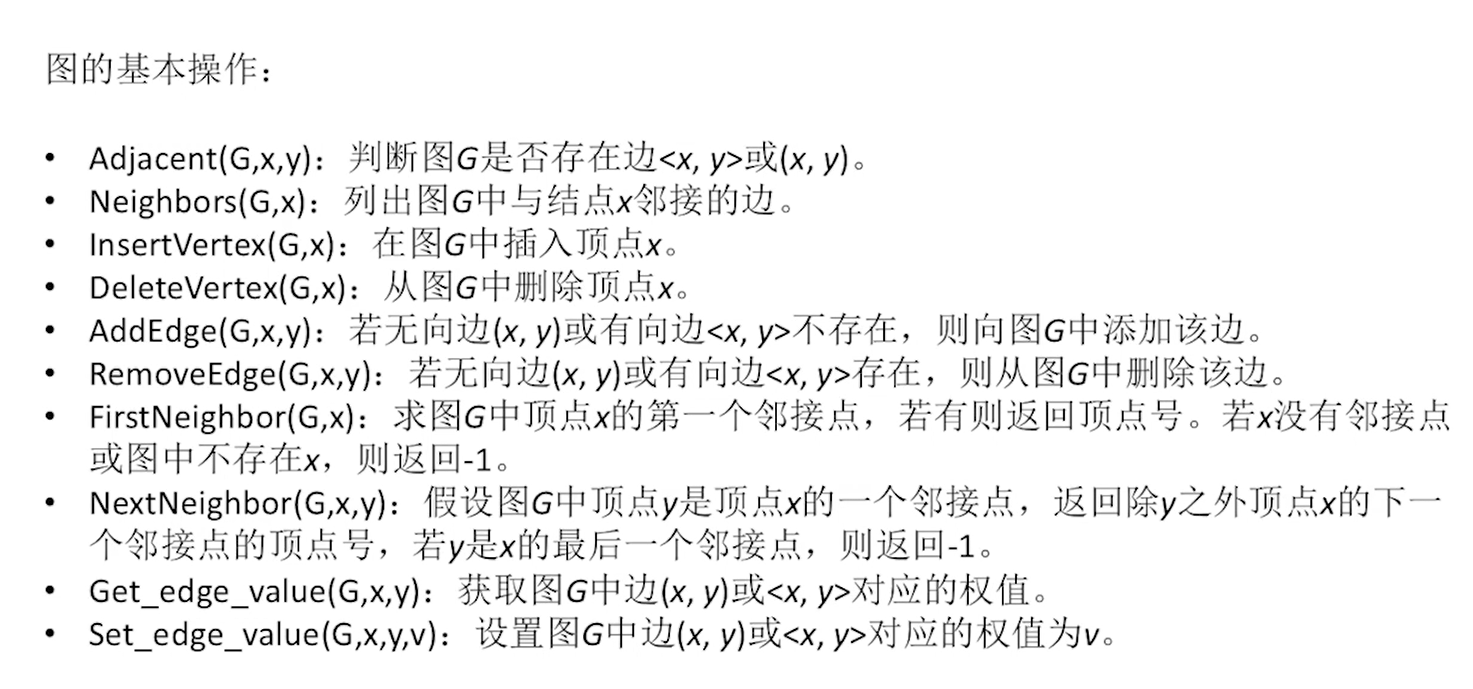 图的基本操作：
• Adjacent(G,x,y)：判断图G是否存在边<x, y>或(x, y)。
• Neighbors(G,x)：列出图G中与结点x邻接的边。
• InsertVertex(G,x)：在图G中插入顶点x。
• DeleteVertex(G,x)：从图G中删除顶点x。
• AddEdge(G,x,y)：若无向边(x, y)或有向边<x, y>不存在，则向图G中添加该边。
• RemoveEdge(G,x,y)：若无向边(x, y)或有向边<x, y>存在，则从图G中删除该边。
• FirstNeighbor(G,x)：求图G中顶点x的第一个邻接点，若有则返回顶点号。若x没有邻接点
或图中不存在x，则返回-1。
• NextNeighbor(G,x,y)：假设图G中顶点y是顶点x的一个邻接点，返回除y之外顶点x的下一
个邻接点的顶点号，若y是x的最后一个邻接点，则返回-1。
• Get_edge_value(G,x,y)：获取图G中边(x, y)或<x, y>对应的权值。
• Set_edge_value(G,x,y,v)：设置图G中边(x, y)或<x, y>对应的权值为v。